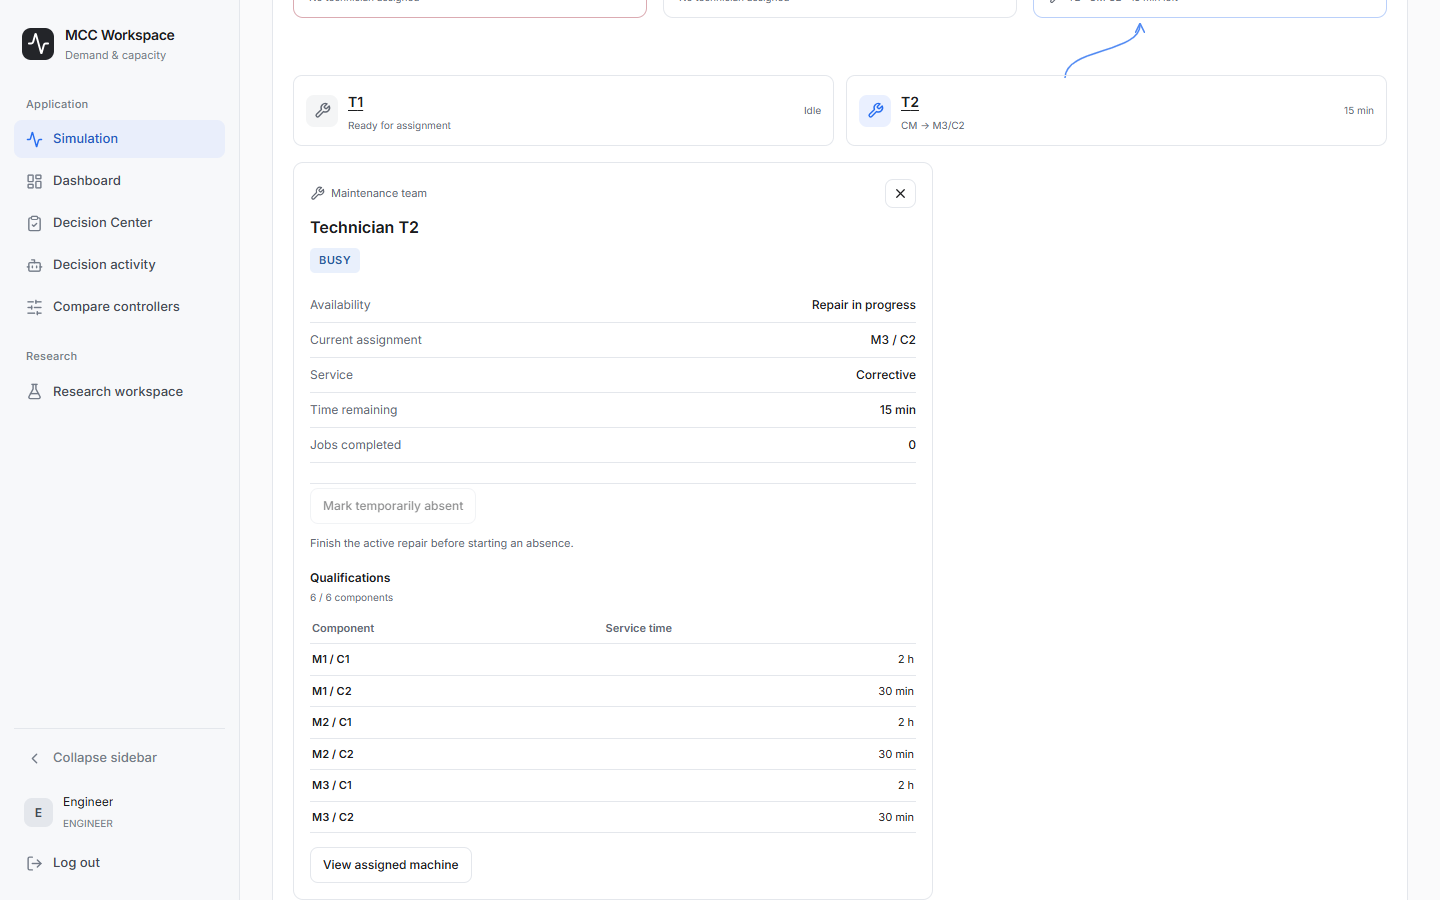 MCC Workspace
Demand & capacity
Application
Simulation
Dashboard
Decision Center
Decision activity
Compare controllers
Research
Research workspace
Collapse sidebar
E
Engineer
ENGINEER
Log out
T1
Ready for assignment
Idle
T2
CM → M3/C2
15 min
Maintenance team
Technician T2
BUSY
Availability Repair in progress
Current assignment M3 / C2
Service Corrective
Time remaining 15 min
Jobs completed 0
Mark temporarily absent
Finish the active repair before starting an absence.
Qualifications
6 / 6 components
Component Service time
M1 / C1 2 h
M1 / C2 30 min
M2 / C1 2 h
M2 / C2 30 min
M3 / C1 2 h
M3 / C2 30 min
View assigned machine